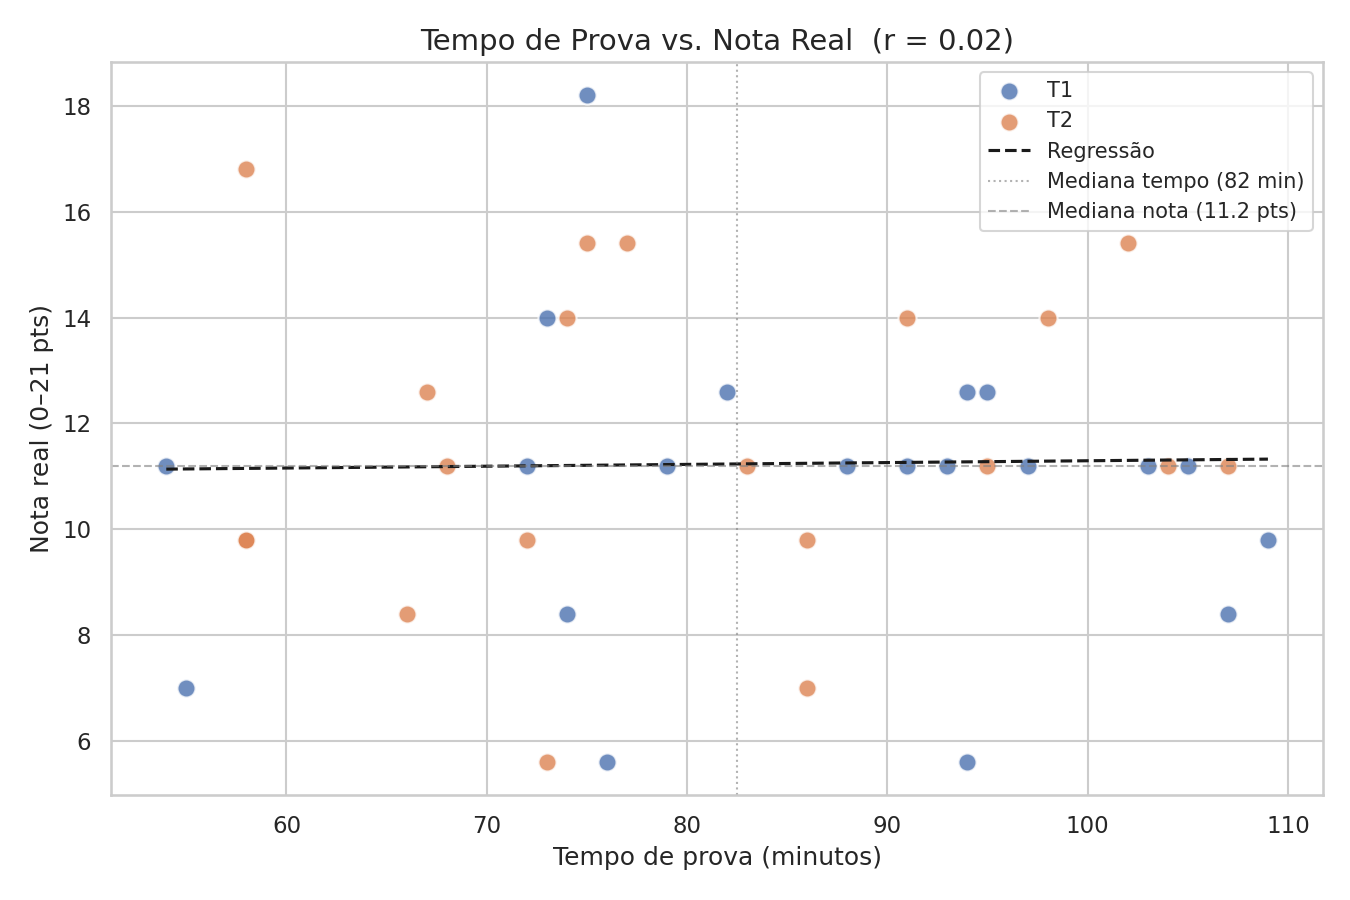 Tempo de Prova vs. Nota Real  (r = 0.02)
Nota real (0–21 pts)
18
16
14
12
10
8
6
T1
T2
Regressão
Mediana tempo (82 min)
Mediana nota (11.2 pts)
60 70 80 90 100 110
Tempo de prova (minutos)